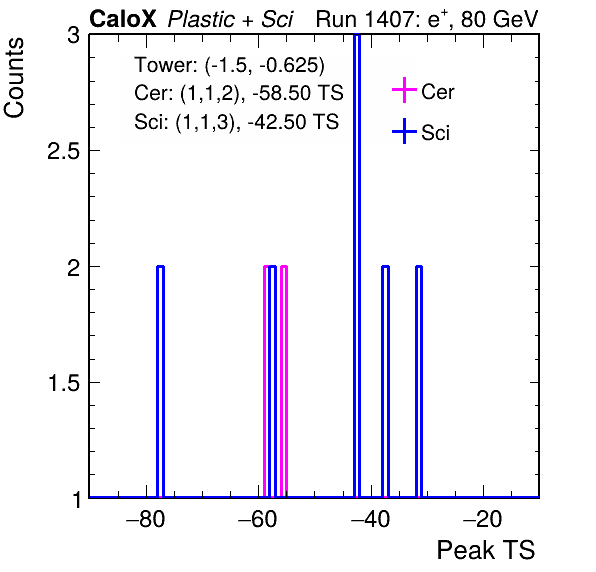 CaloX Plastic + Sci Run 1407: e⁺, 80 GeV
Counts
Tower: (-1.5, -0.625)
Cer: (1,1,2), -58.50 TS
Sci: (1,1,3), -42.50 TS
Cer
Sci
3
2.5
2
1.5
1
−80 −60 −40 −20
Peak TS